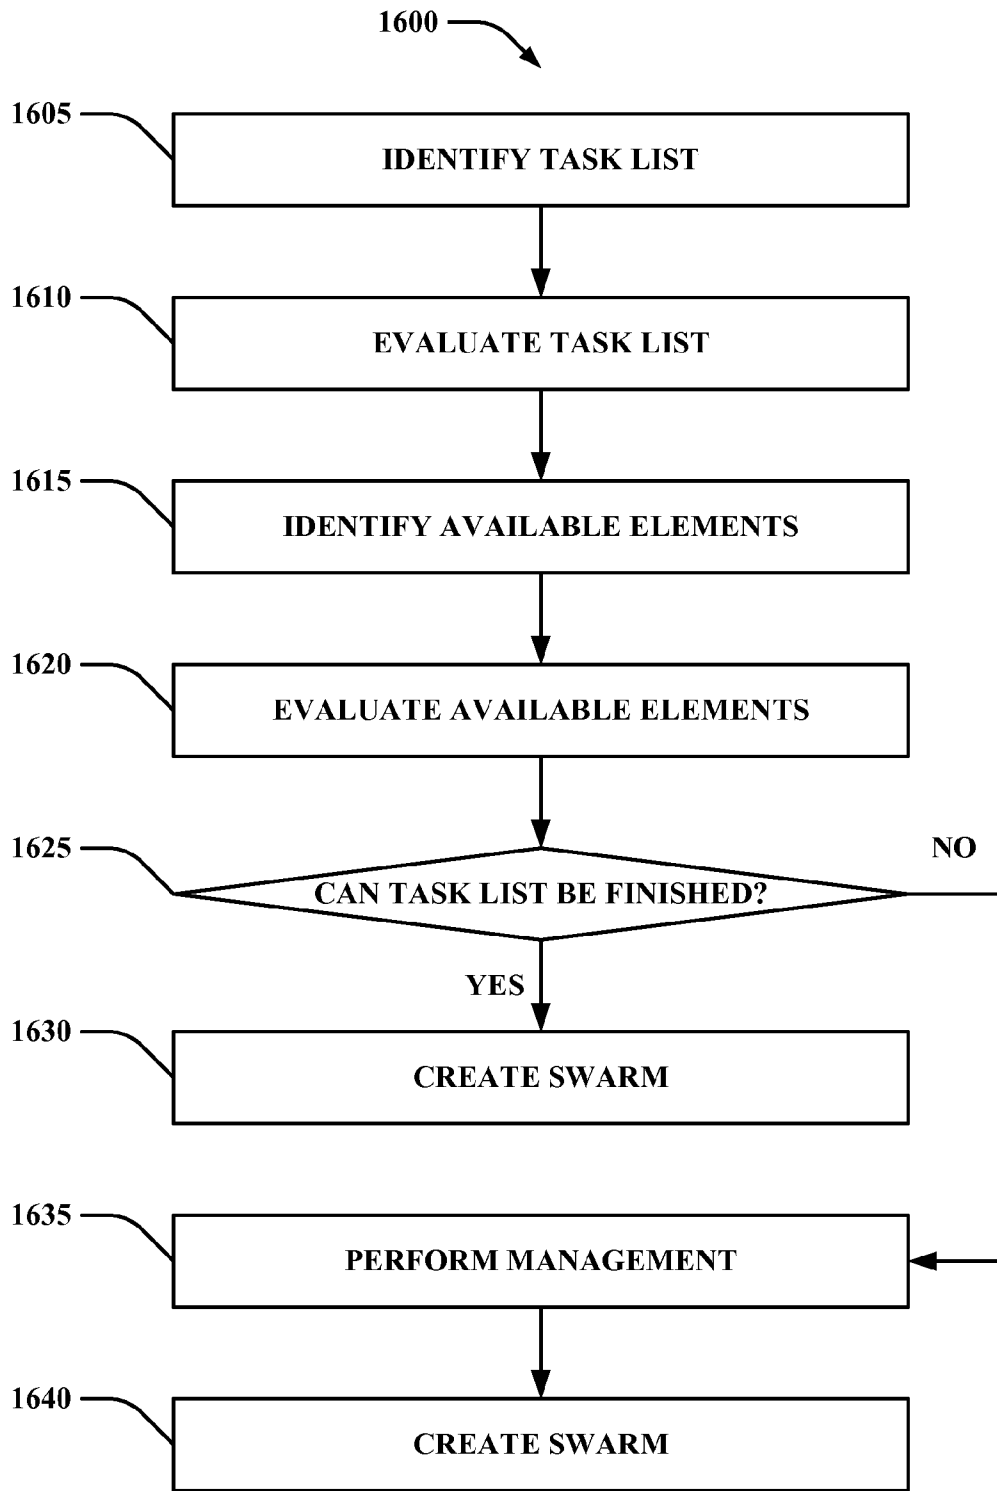 1600
1605
IDENTIFY TASK LIST
1610
EVALUATE TASK LIST
1615
IDENTIFY AVAILABLE ELEMENTS
1620
EVALUATE AVAILABLE ELEMENTS
1625
NO
CAN TASK LIST BE FINISHED?
YES
1630
CREATE SWARM
1635
PERFORM MANAGEMENT
1640
CREATE SWARM